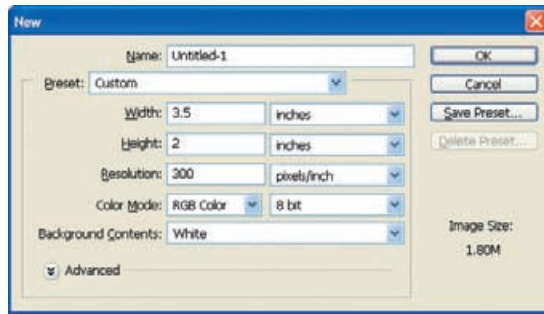 New
Name: Untitled-1
OK
Preset: Custom
Cancel
Width: 3.5 inches
Save Preset...
Height: 2 inches
Delete Preset...
Resolution: 300 pixels/inch
Color Mode: RGB Color 8 bit
Background Contents: White
Image Size:
1.80M
Advanced